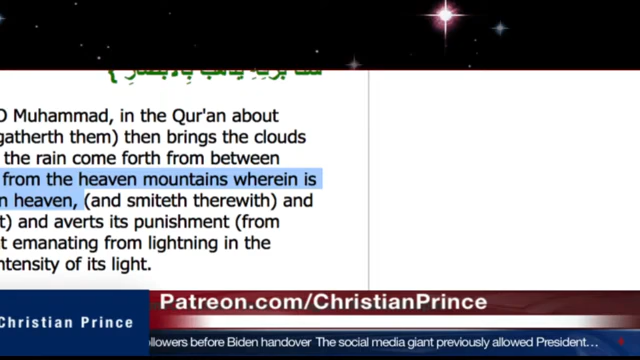 بِالأَبْصَارِ }
O Muhammad, in the Qur'an about
gatherth them) then brings the clouds
the rain come forth from between
from the heaven mountains wherein is
n heaven, (and smiteth therewith) and
t) and averts its punishment (from
t emanating from lightning in the
ntensity of its light.
Patreon.com/ChristianPrince
Christian Prince
ollowers before Biden handover The social media giant previously allowed President...